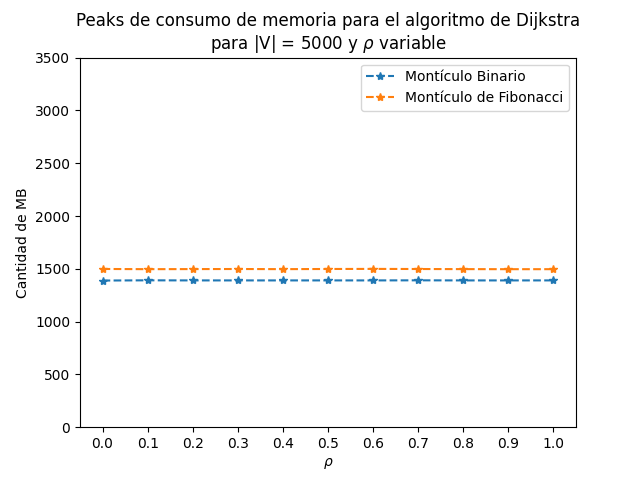 Peaks de consumo de memoria para el algoritmo de Dijkstra
para |V| = 5000 y ρ variable
Montículo Binario
Montículo de Fibonacci
Cantidad de MB
3500
3000
2500
2000
1500
1000
500
0
0.0 0.1 0.2 0.3 0.4 0.5 0.6 0.7 0.8 0.9 1.0
ρ